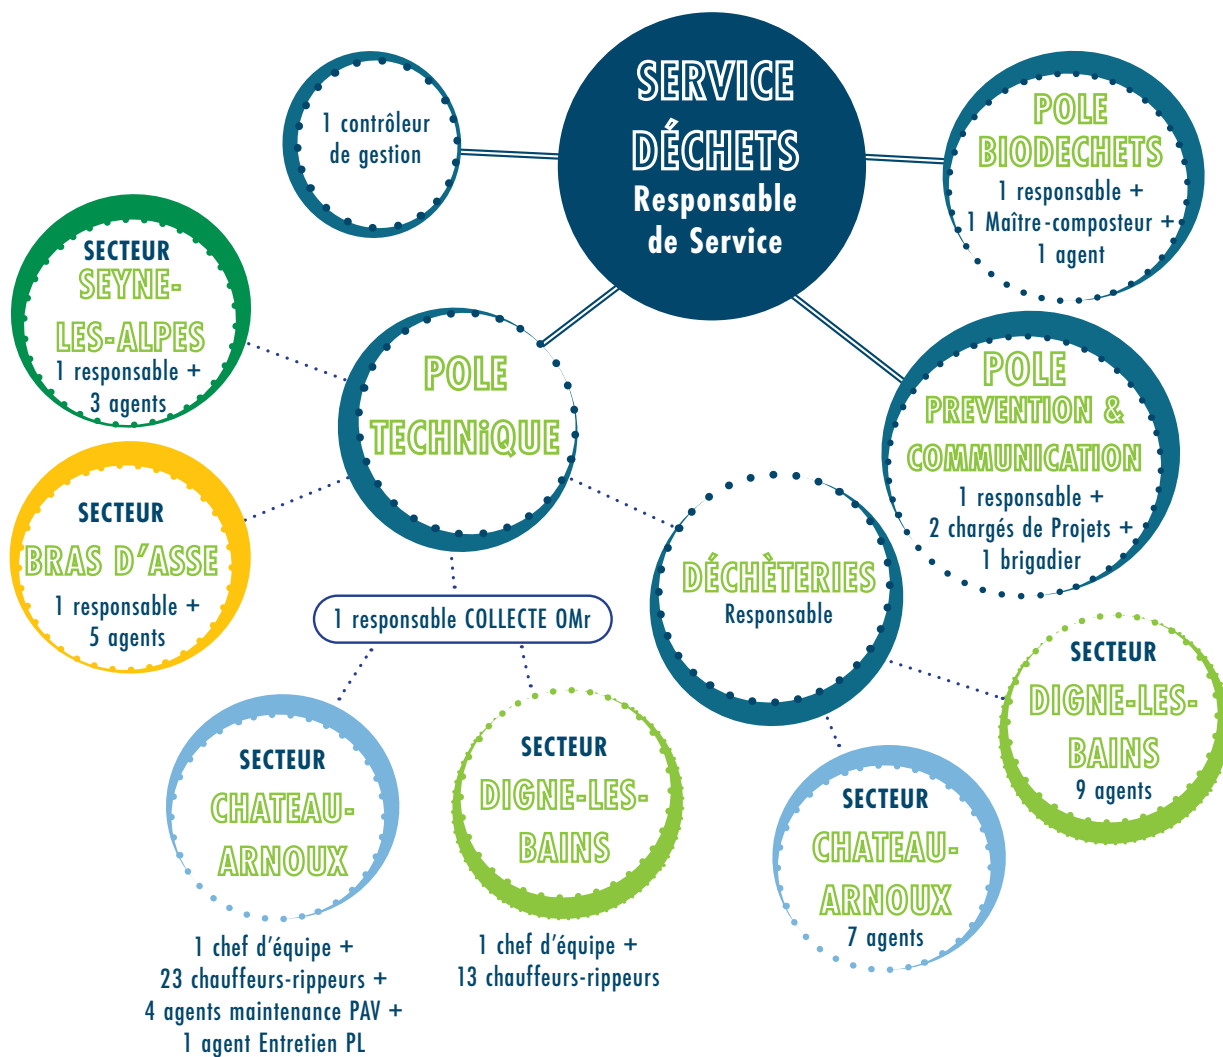 SERVICE
DÉCHETS
Responsable
de Service
1 contrôleur
de gestion
POLE
BIODECHETS
1 responsable +
1 Maître-composteur +
1 agent
SECTEUR
SEYNE-
LES-ALPES
1 responsable +
3 agents
POLE
TECHNiQUE
POLE
PREVENTION &
COMMUNICATION
1 responsable +
2 chargés de Projets +
1 brigadier
SECTEUR
BRAS D'ASSE
1 responsable +
5 agents
1 responsable COLLECTE OMr
DÉCHÈTERIES
Responsable
SECTEUR
DIGNE-LES-
BAINS
9 agents
SECTEUR
CHATEAU-
ARNOUX
1 chef d'équipe +
23 chauffeurs-rippeurs +
4 agents maintenance PAV +
1 agent Entretien PL
SECTEUR
DIGNE-LES-
BAINS
1 chef d'équipe +
13 chauffeurs-rippeurs
SECTEUR
CHATEAU-
ARNOUX
7 agents